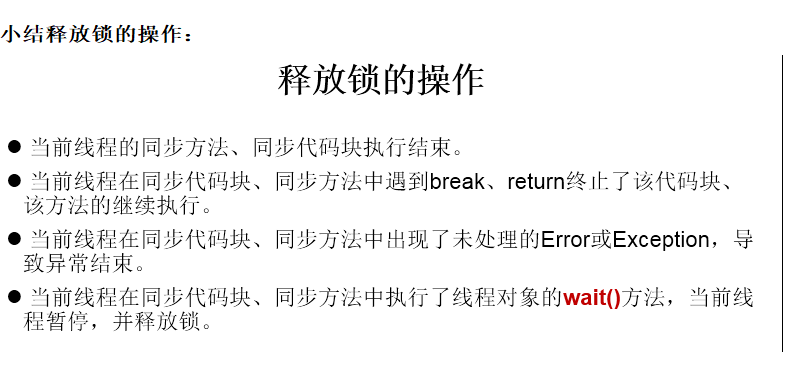 小结释放锁的操作：
释放锁的操作
● 当前线程的同步方法、同步代码块执行结束。
● 当前线程在同步代码块、同步方法中遇到break、return终止了该代码块、
该方法的继续执行。
● 当前线程在同步代码块、同步方法中出现了未处理的Error或Exception，导
致异常结束。
● 当前线程在同步代码块、同步方法中执行了线程对象的wait()方法，当前线
程暂停，并释放锁。